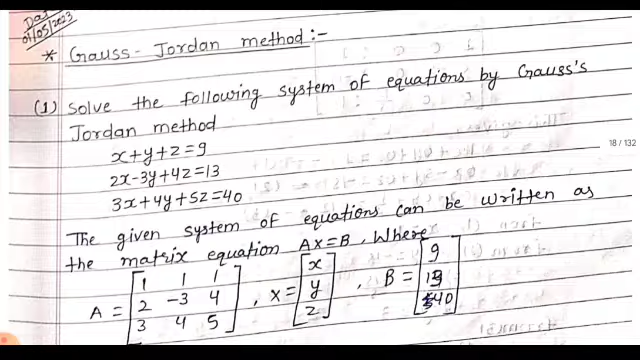 Dat
01/05/2023
* Gauss - Jordan method :-
(1) Solve the following system of equations by Gauss's
Jordan method
x+y+z=9
2x-3y+4z=13
3x+4y+5z=40
18 / 132
The given system of equations can be written as
the matrix equation AX=B, Where
A = [1 1 1
2 -3 4
3 4 5], X = [x
y
z], B = [9
13
40]